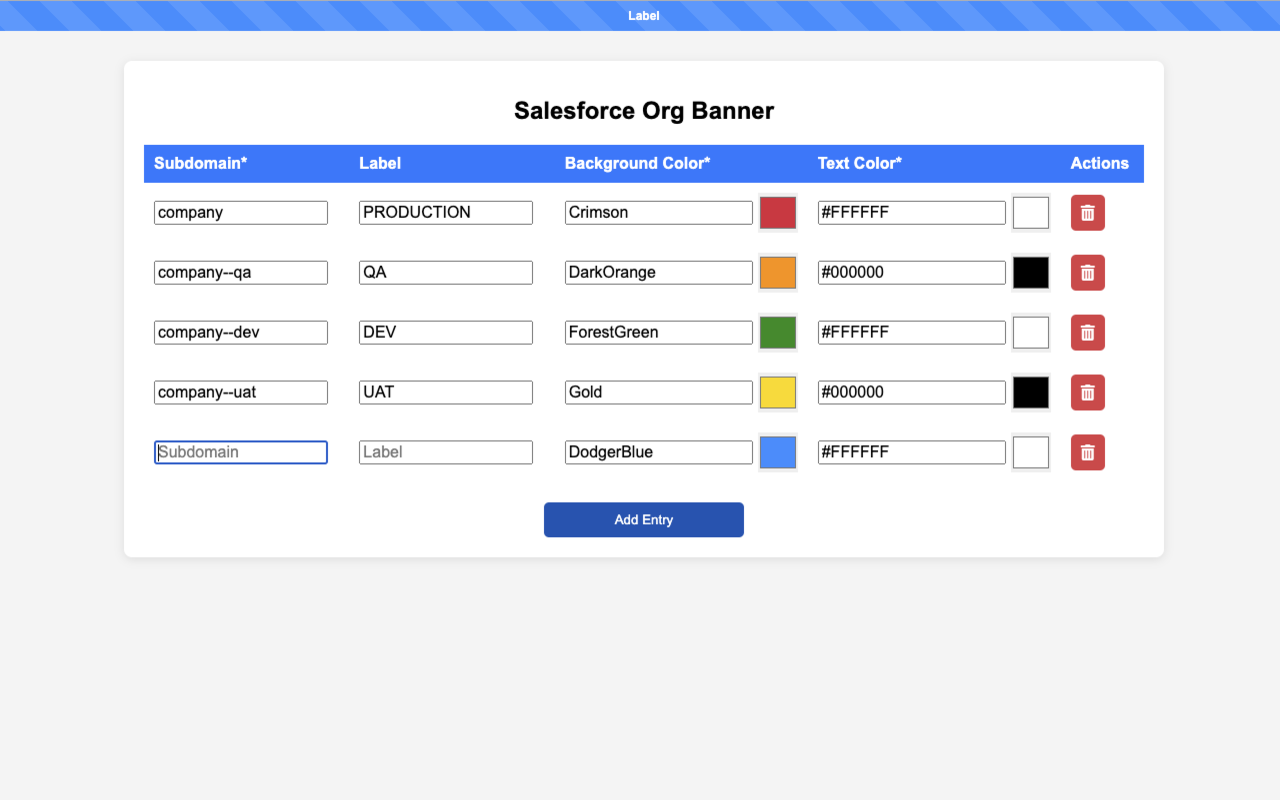 Label
Salesforce Org Banner
Subdomain* Label Background Color* Text Color* Actions
company PRODUCTION Crimson #FFFFFF
company--qa QA DarkOrange #000000
company--dev DEV ForestGreen #FFFFFF
company--uat UAT Gold #000000
Subdomain Label DodgerBlue #FFFFFF
Add Entry